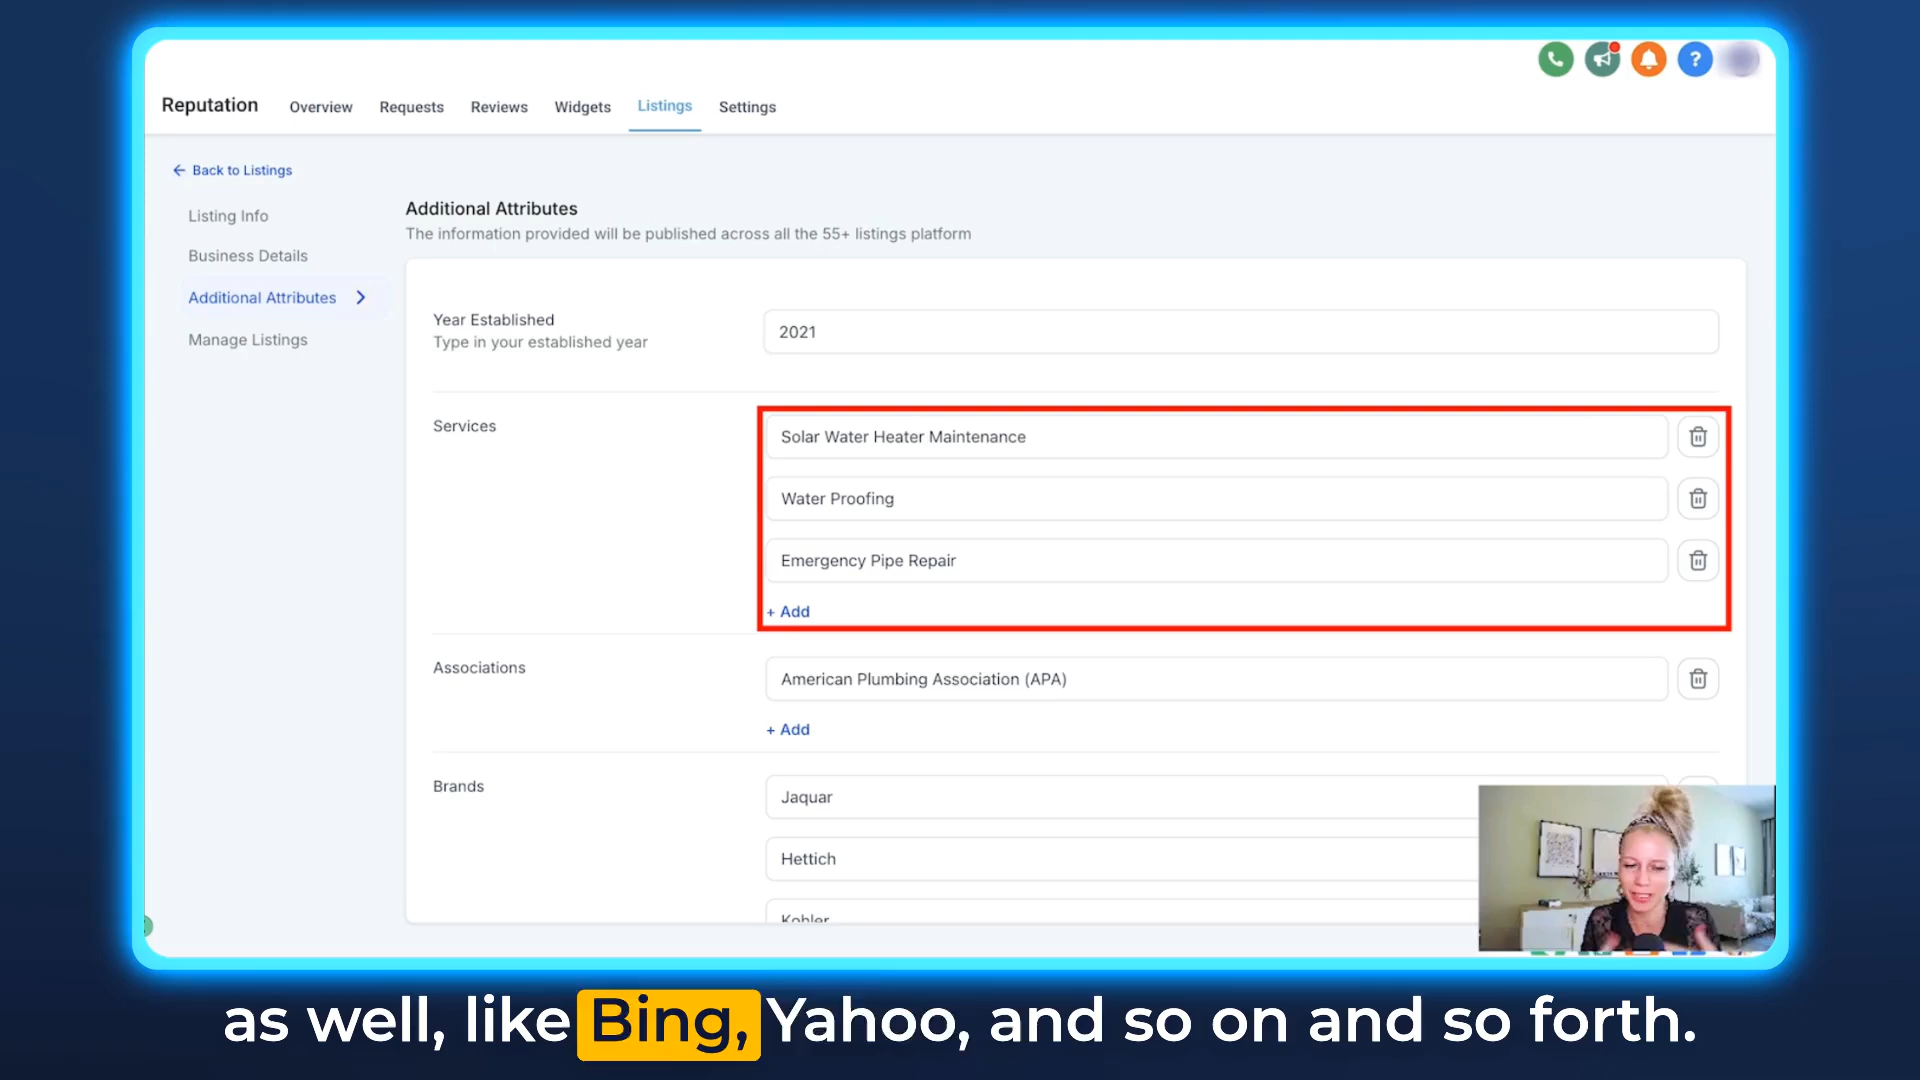 Reputation
Overview
Requests
Reviews
Widgets
Listings
Settings
?
← Back to Listings
Listing Info
Business Details
Additional Attributes
Manage Listings
Additional Attributes
The information provided will be published across all the 55+ listings platform
Year Established
Type in your established year
2021
Services
Solar Water Heater Maintenance
Water Proofing
Emergency Pipe Repair
+ Add
Associations
American Plumbing Association (APA)
+ Add
Brands
Jaquar
Hettich
Kohler
as well, like Bing, Yahoo, and so on and so forth.